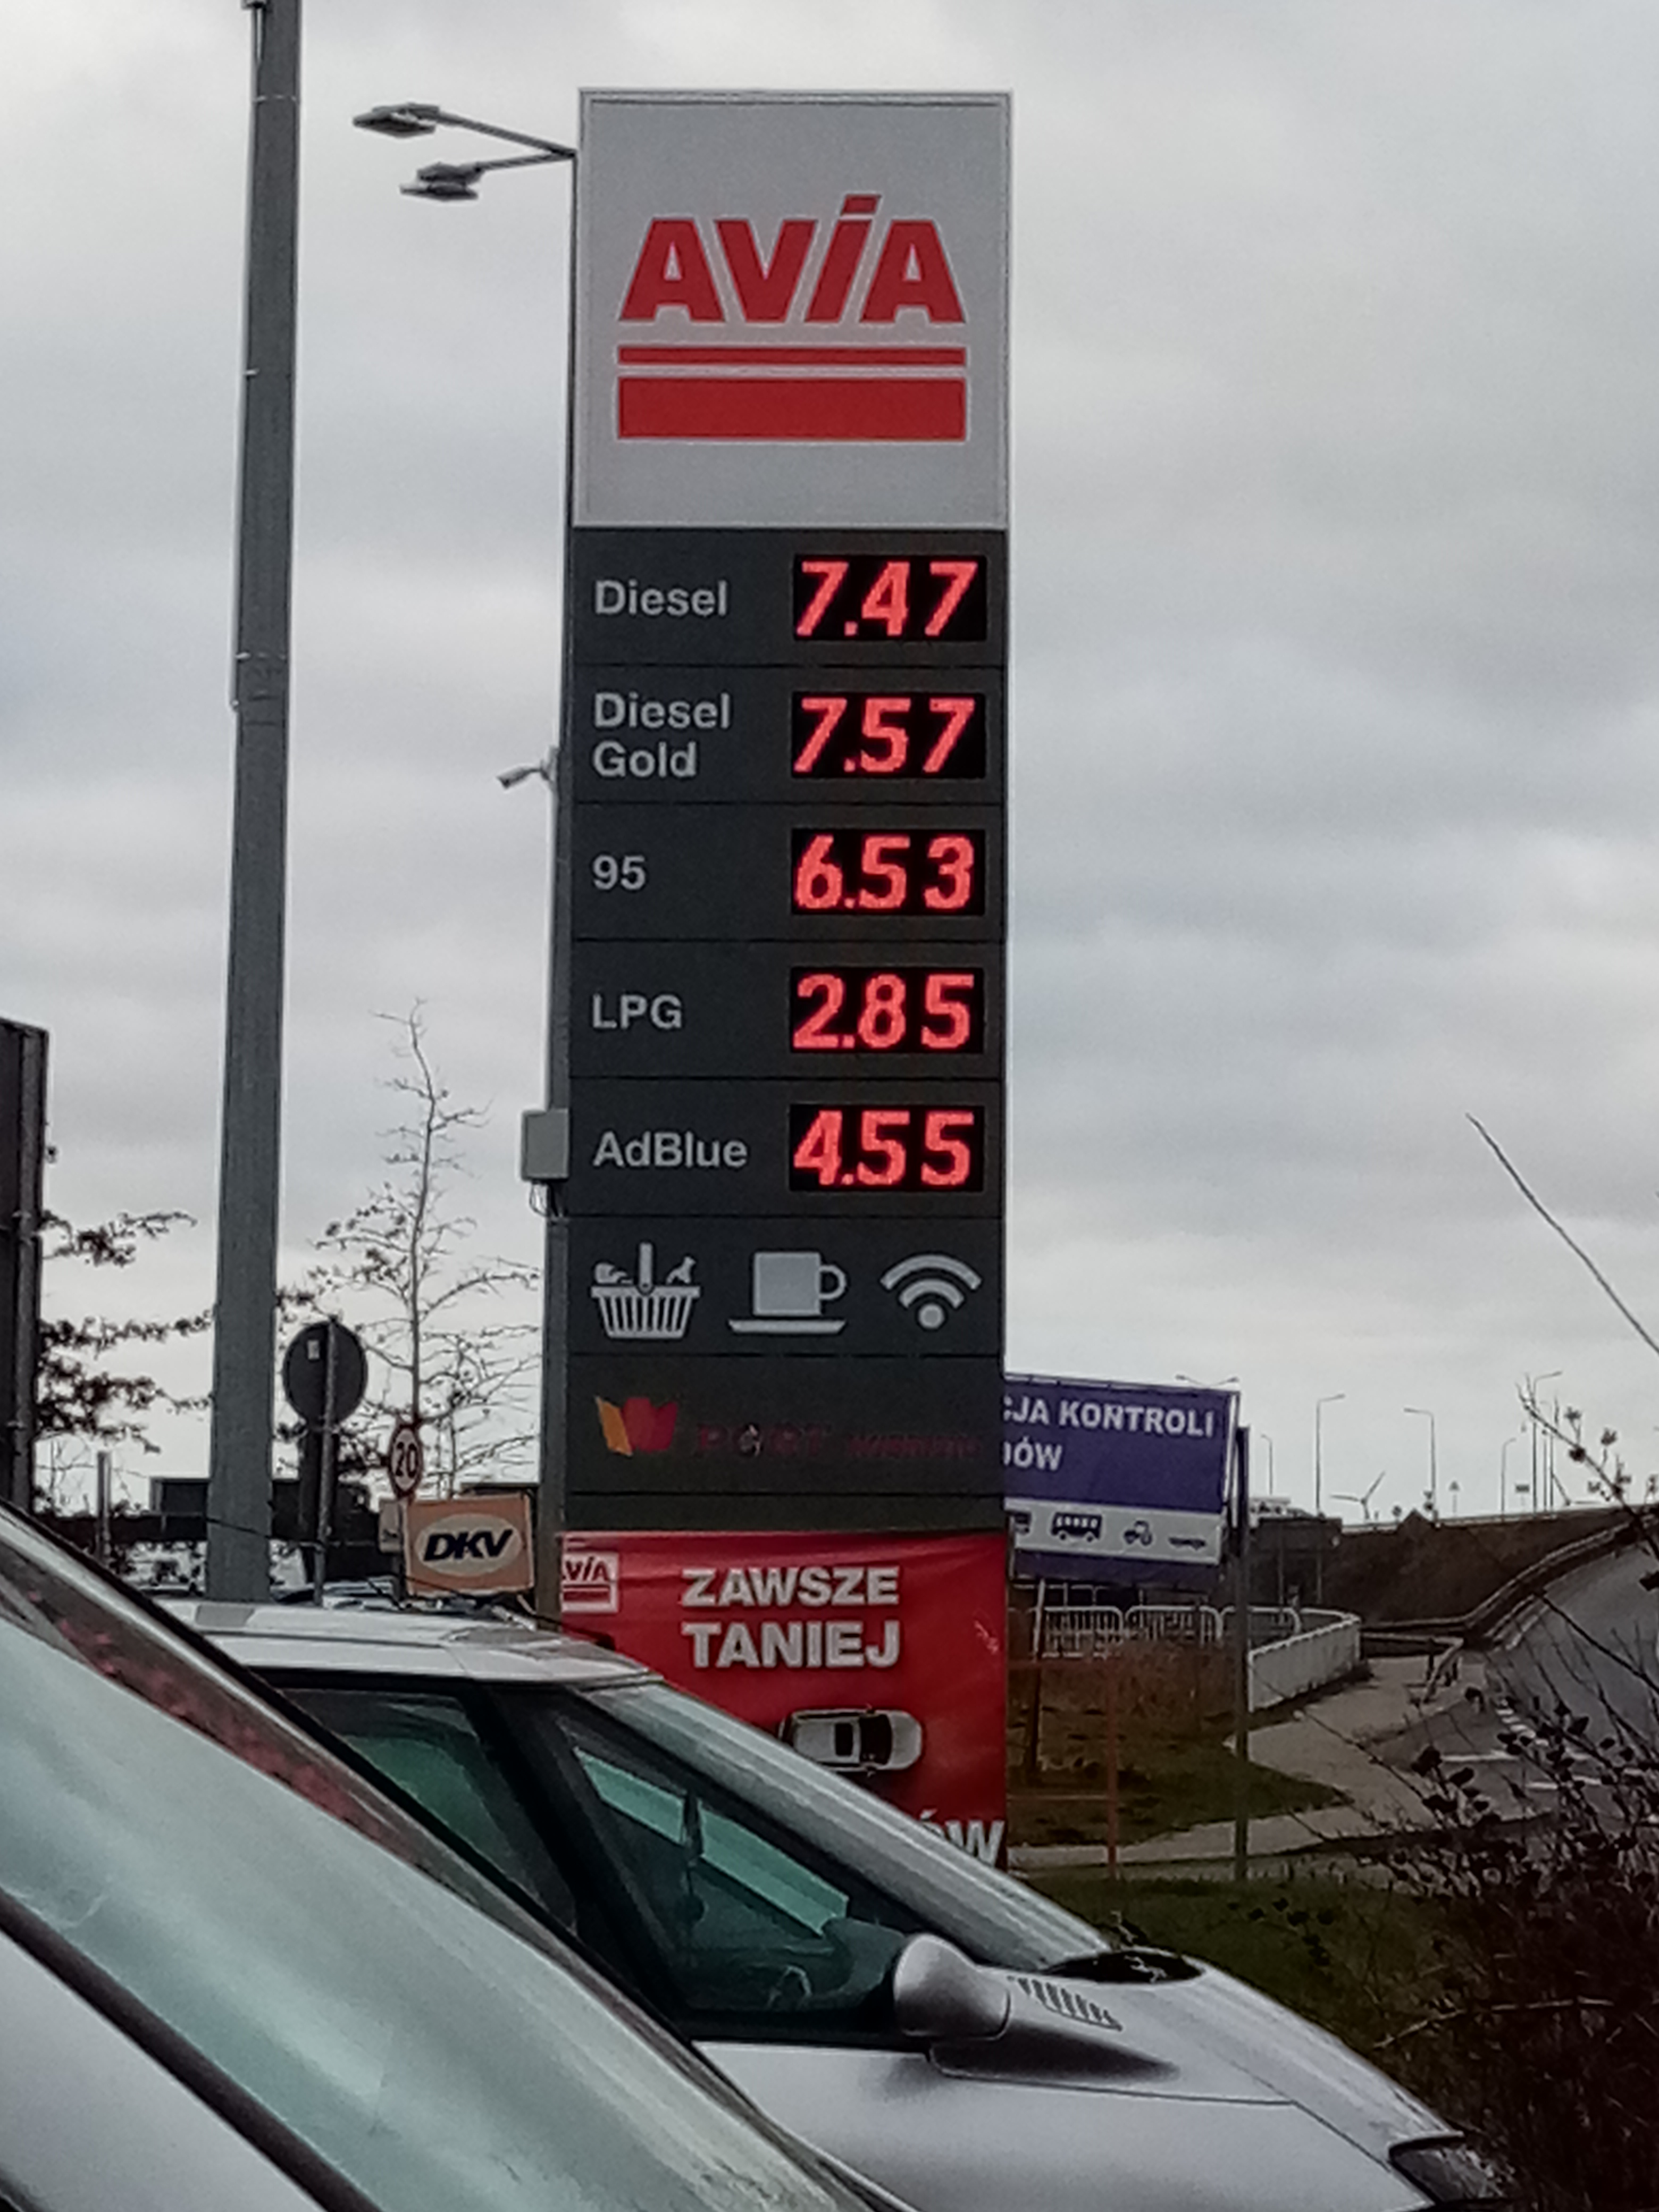 AVIA
Diesel 7.47
Diesel
Gold 7.57
95 6.53
LPG 2.85
AdBlue 4.55
CJA KONTROLI
DÓW
20
DKV
AVIA
ZAWSZE
TANIEJ
ÓW